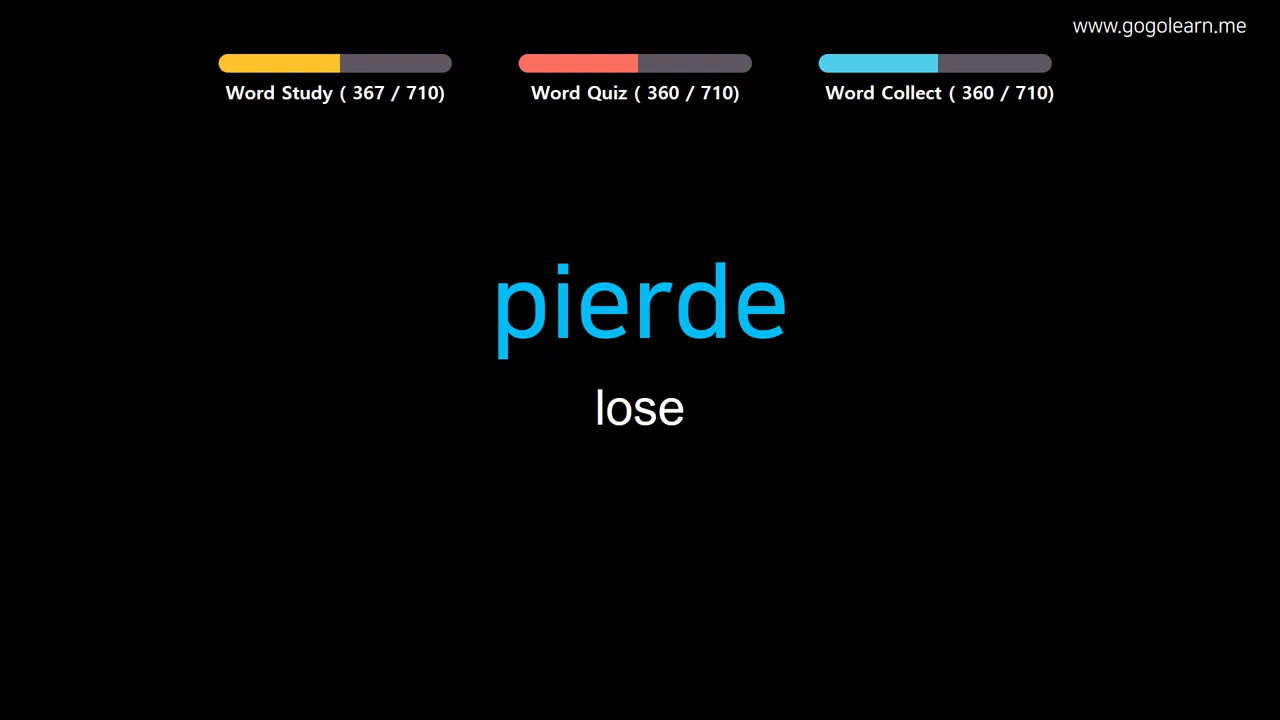 www.gogolearn.me
Word Study ( 367 / 710)
Word Quiz ( 360 / 710)
Word Collect ( 360 / 710)
pierde
lose